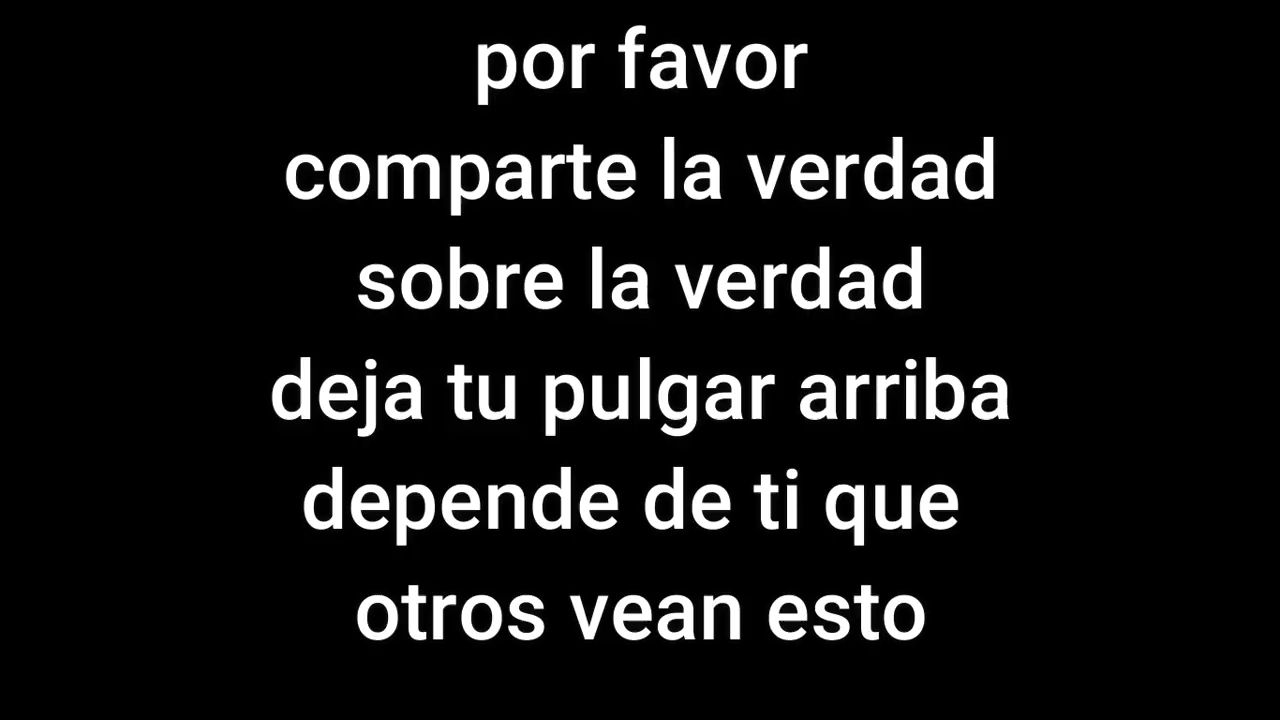 por favor
comparte la verdad
sobre la verdad
deja tu pulgar arriba
depende de ti que
otros vean esto